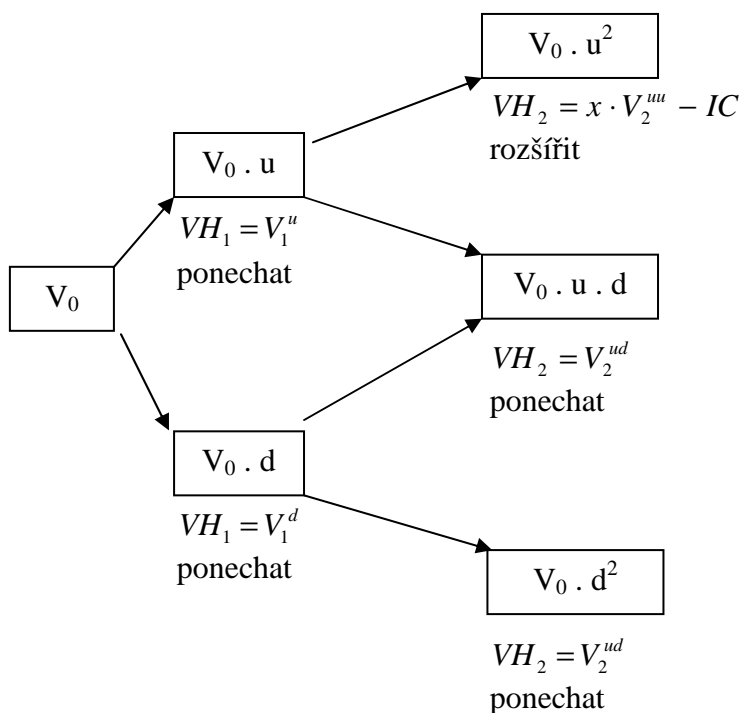 V₀ . u²
VH₂ = x · V₂ᵘᵘ − IC
rozšířit
V₀ . u
VH₁ = V₁ᵘ
ponechat
V₀
V₀ . u . d
VH₂ = V₂ᵘᵈ
ponechat
V₀ . d
VH₁ = V₁ᵈ
ponechat
V₀ . d²
VH₂ = V₂ᵘᵈ
ponechat